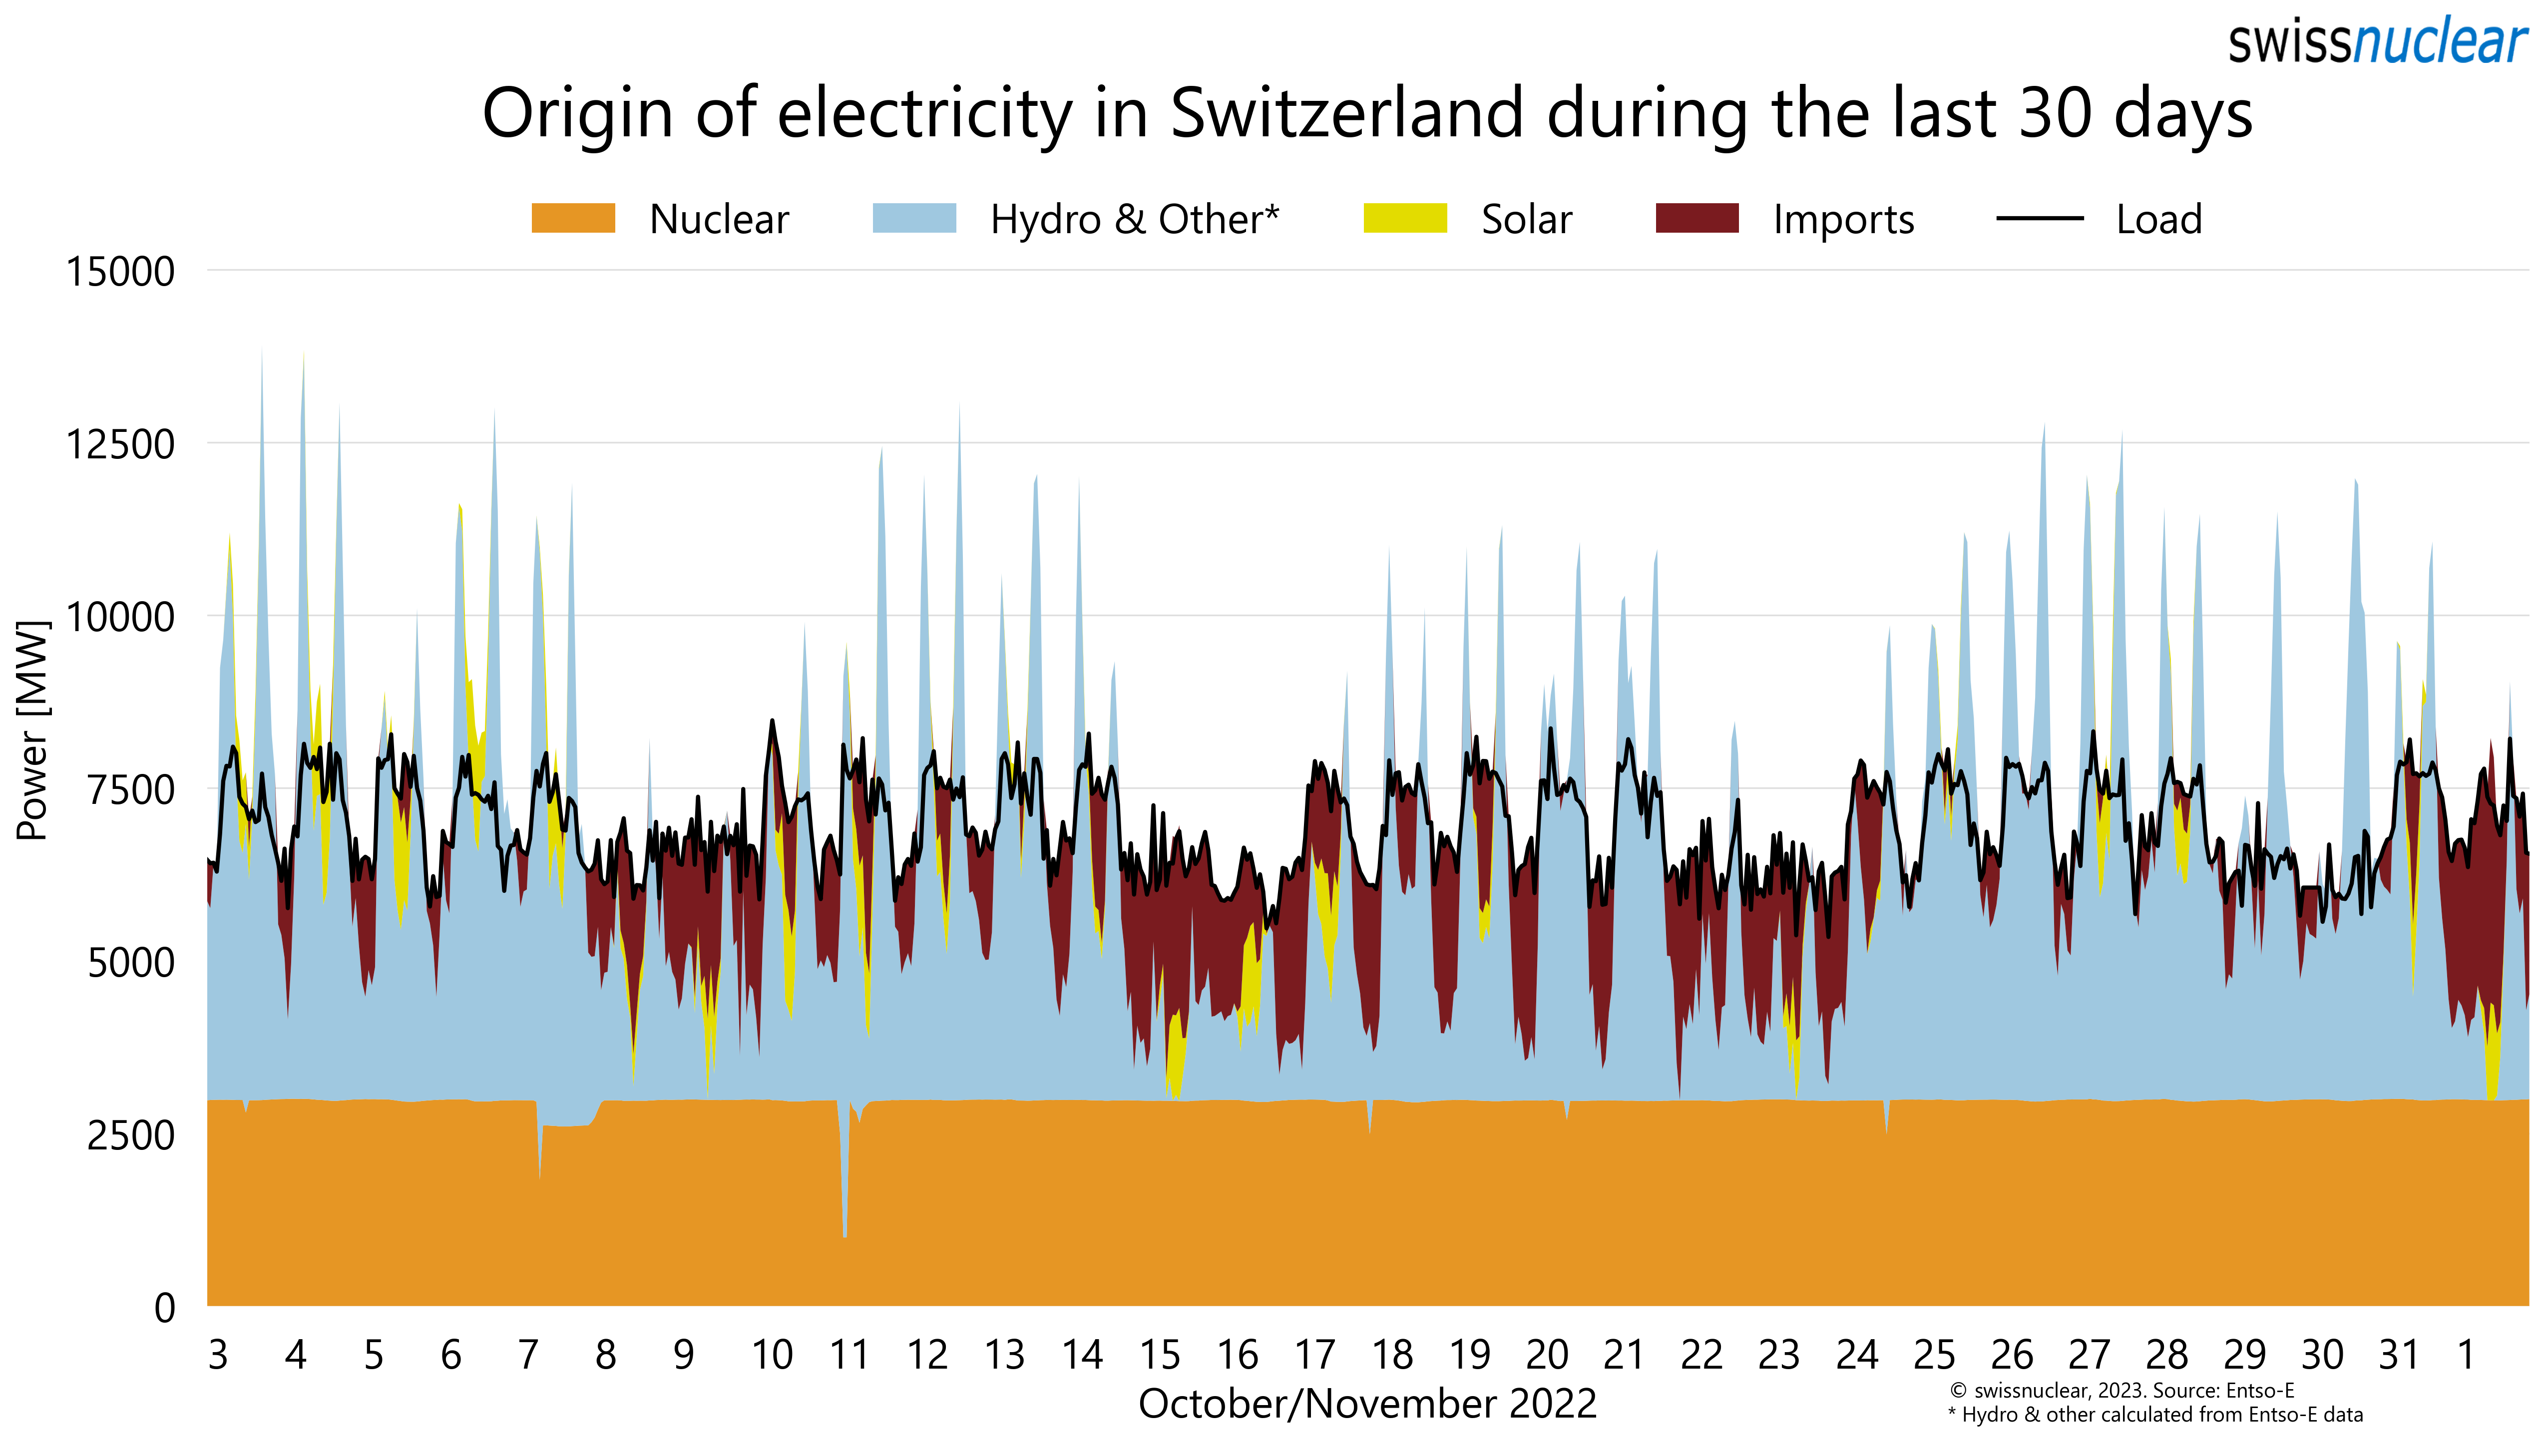 swissnuclear
Origin of electricity in Switzerland during the last 30 days
Nuclear Hydro & Other* Solar Imports Load
15000
12500
10000
7500
5000
2500
0
Power [MW]
3 4 5 6 7 8 9 10 11 12 13 14 15 16 17 18 19 20 21 22 23 24 25 26 27 28 29 30 31 1
October/November 2022
© swissnuclear, 2023. Source: Entso-E
* Hydro & other calculated from Entso-E data